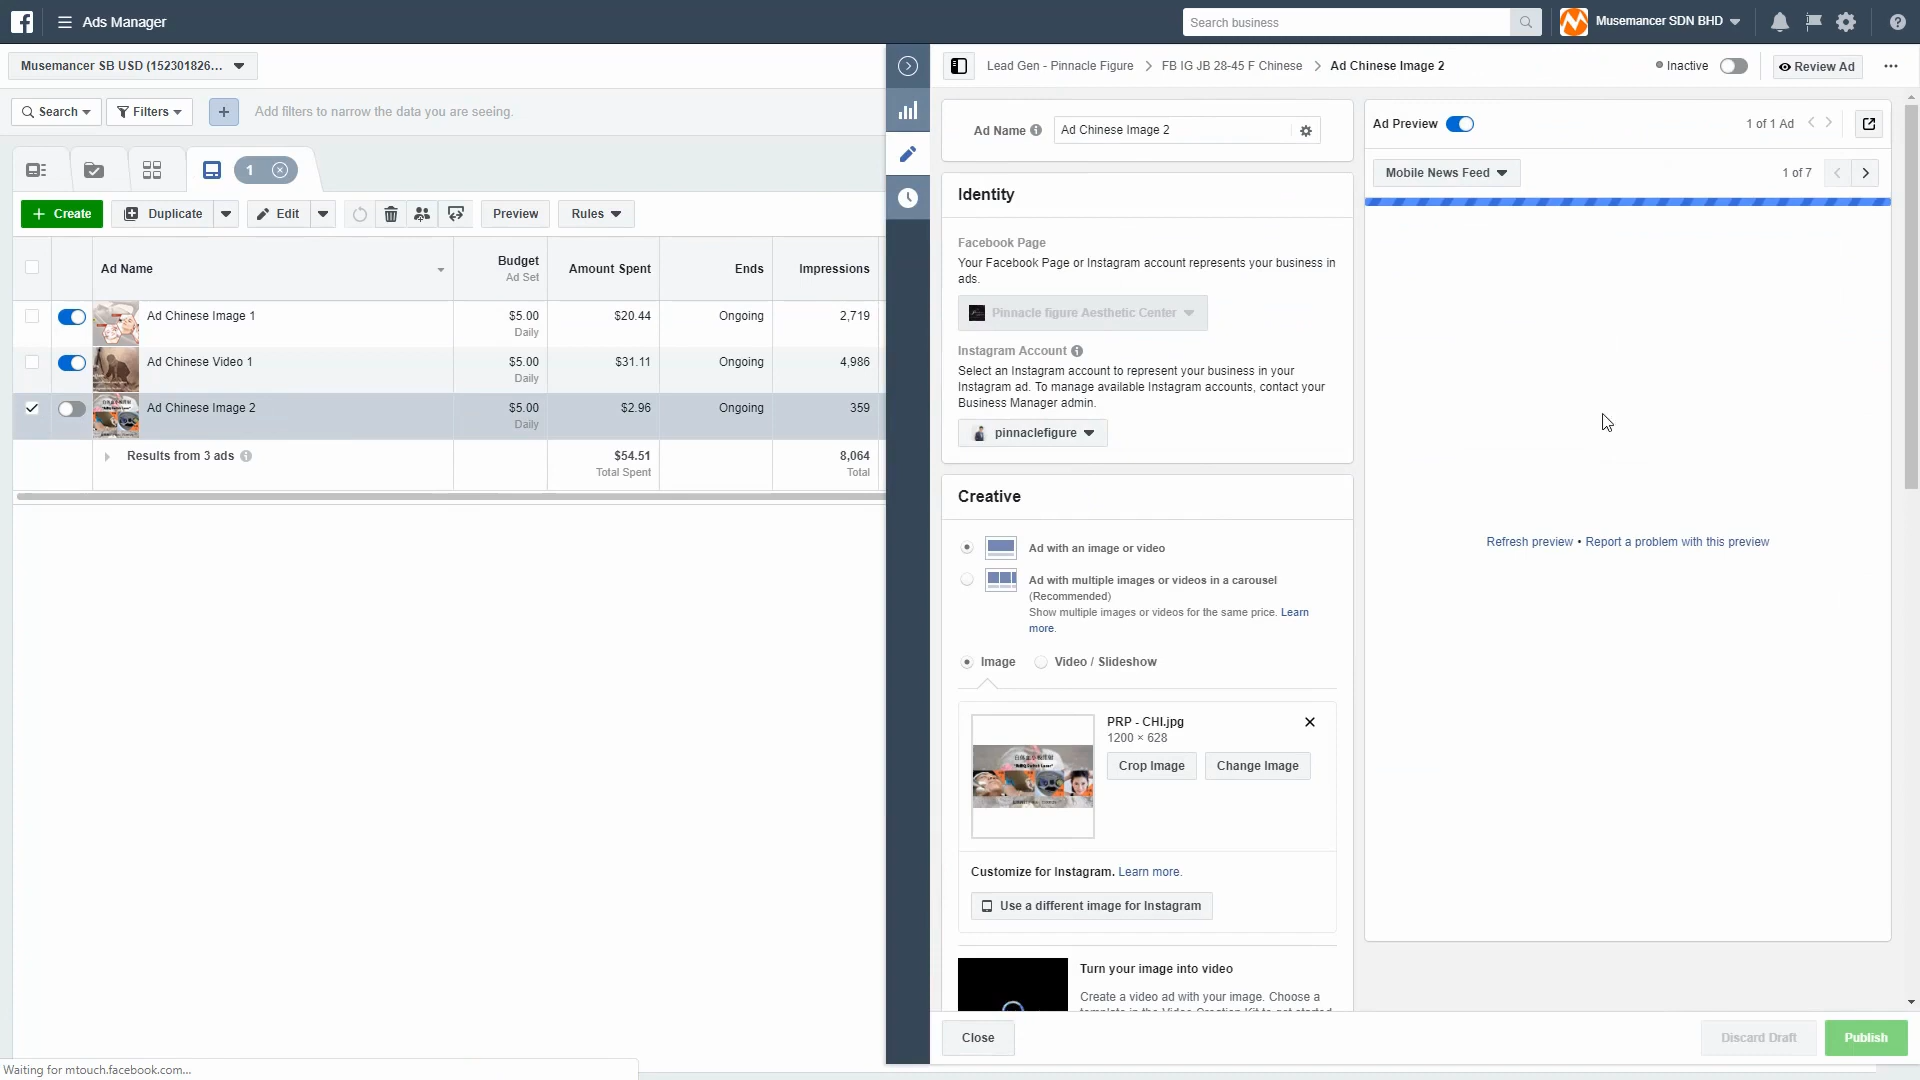 Ads Manager
Search business
Musemancer SDN BHD
Musemancer SB USD (152301826...
Lead Gen - Pinnacle Figure
FB IG JB 28-45 F Chinese
Ad Chinese Image 2
Inactive
Review Ad
Search
Filters
Add filters to narrow the data you are seeing.
1
Create
Duplicate
Edit
Preview
Rules
Ad Name
Budget
Ad Set
Amount Spent
Ends
Impressions
Ad Chinese Image 1
$5.00
Daily
$20.44
Ongoing
2,719
Ad Chinese Video 1
$5.00
Daily
$31.11
Ongoing
4,986
Ad Chinese Image 2
$5.00
Daily
$2.96
Ongoing
359
Results from 3 ads
$54.51
Total Spent
8,064
Total
Ad Name
Ad Chinese Image 2
Identity
Facebook Page
Your Facebook Page or Instagram account represents your business in
ads.
Pinnacle figure Aesthetic Center
Instagram Account
Select an Instagram account to represent your business in your
Instagram ad. To manage available Instagram accounts, contact your
Business Manager admin.
pinnaclefigure
Creative
Ad with an image or video
Ad with multiple images or videos in a carousel
(Recommended)
Show multiple images or videos for the same price. Learn
more.
Image
Video / Slideshow
PRP - CHI.jpg
1200 × 628
Crop Image
Change Image
Customize for Instagram. Learn more.
Use a different image for Instagram
Turn your image into video
Create a video ad with your image. Choose a
template in the Video Creation Kit to get started.
Ad Preview
1 of 1 Ad
Mobile News Feed
1 of 7
Refresh preview • Report a problem with this preview
Close
Discard Draft
Publish
Waiting for mtouch.facebook.com...